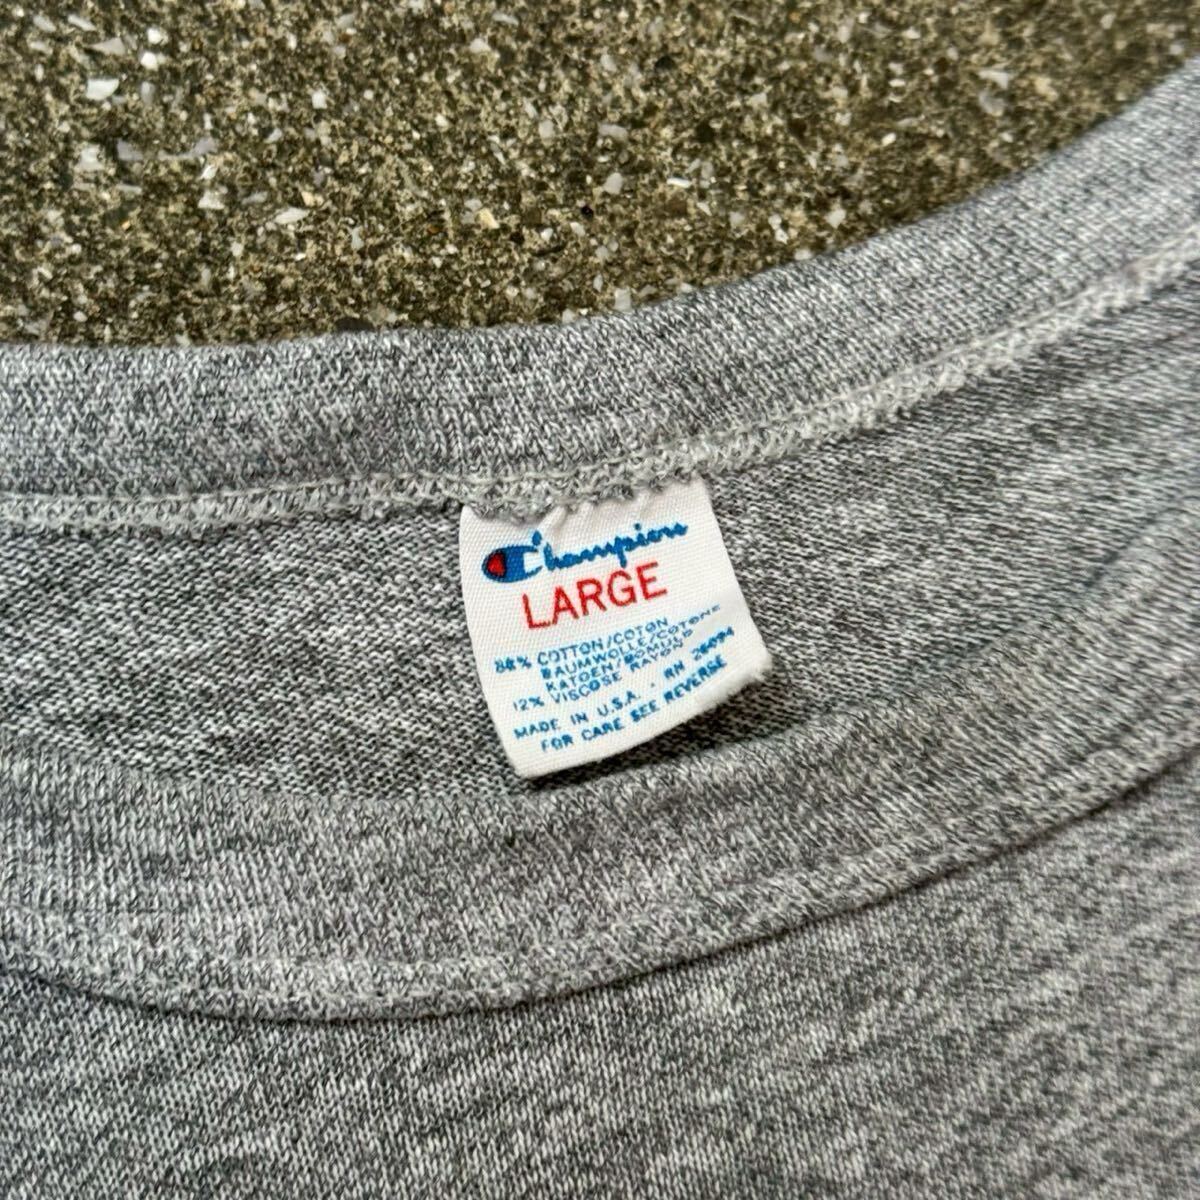 Champion
LARGE
88% COTTON/COTON
BAUMWOLLE/COTONE
KATOEN/BOMULD
12% VISCOSE RAYON
MADE IN U.S.A. - RN 26094
FOR CARE SEE REVERSE